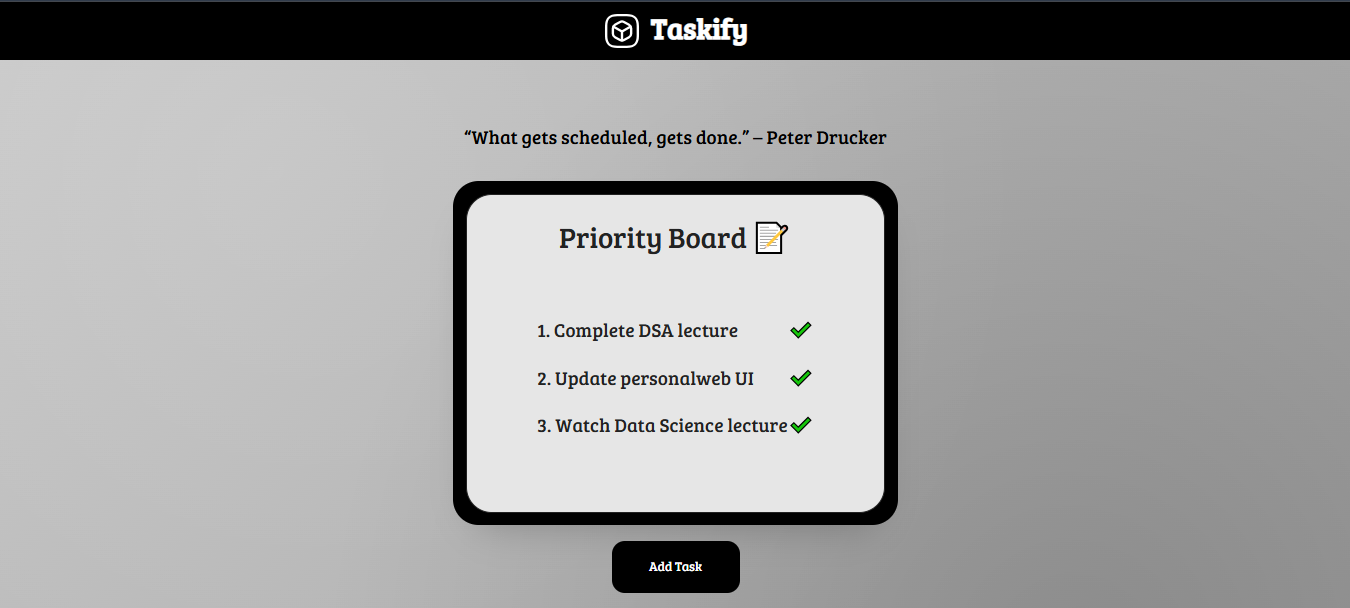 Taskify
“What gets scheduled, gets done.” – Peter Drucker
Priority Board
1. Complete DSA lecture
2. Update personalweb UI
3. Watch Data Science lecture
Add Task